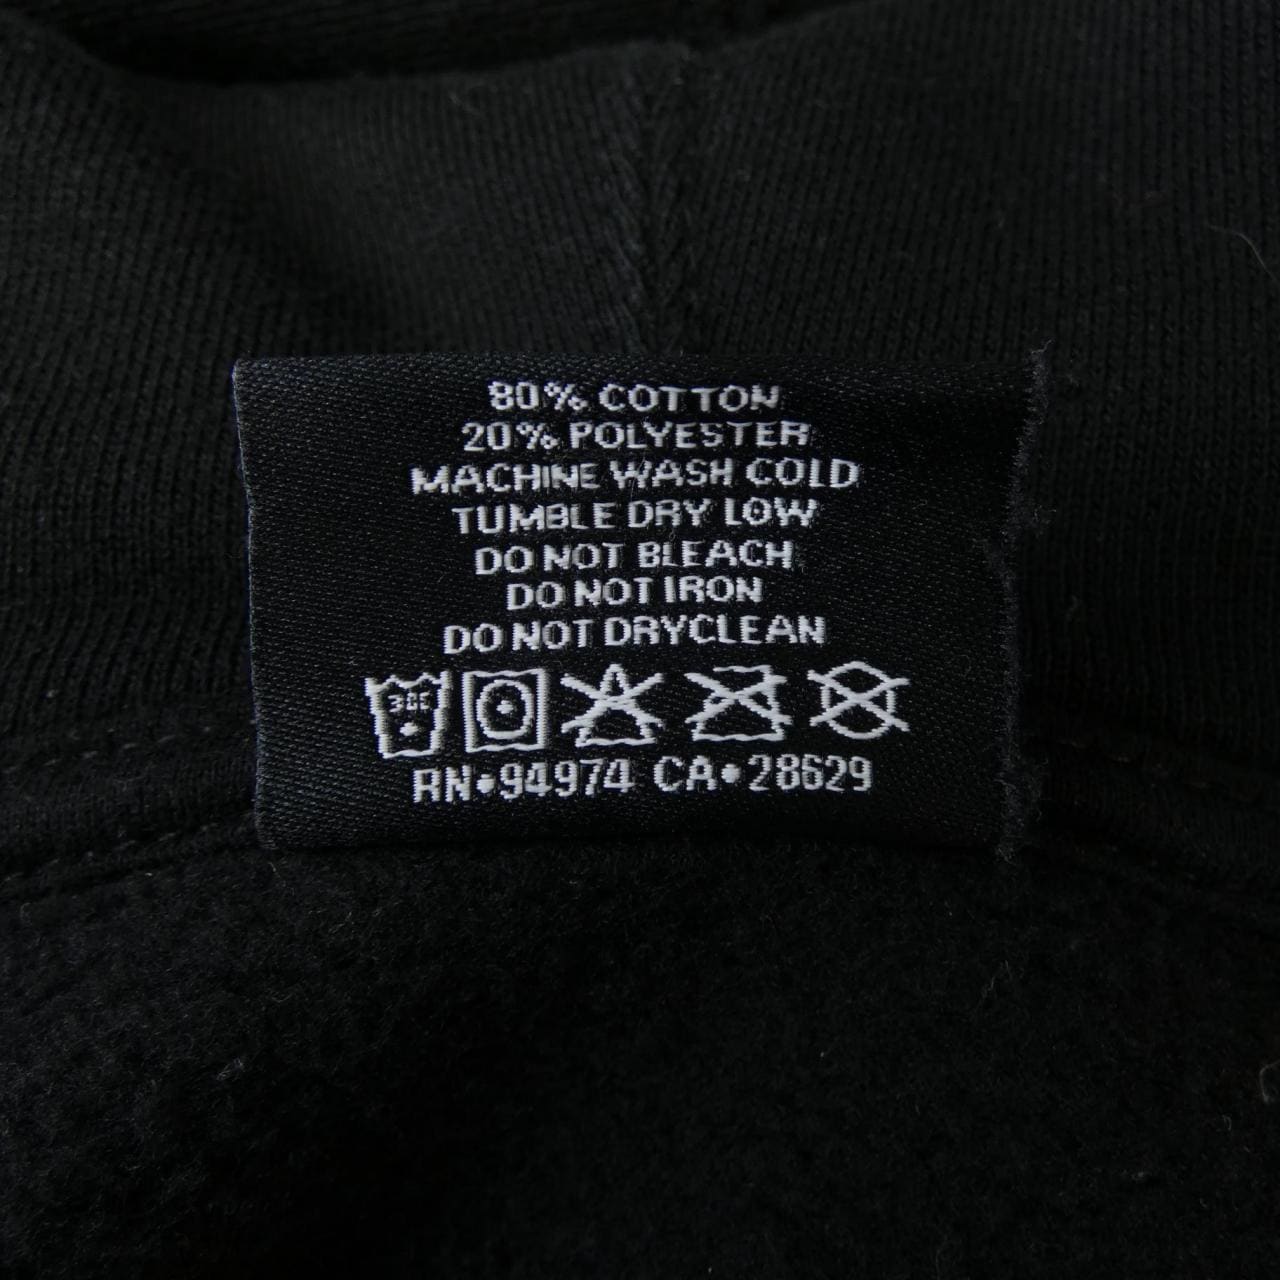 80% COTTON
20% POLYESTER
MACHINE WASH COLD
TUMBLE DRY LOW
DO NOT BLEACH
DO NOT IRON
DO NOT DRYCLEAN
RN•94974 CA•28629